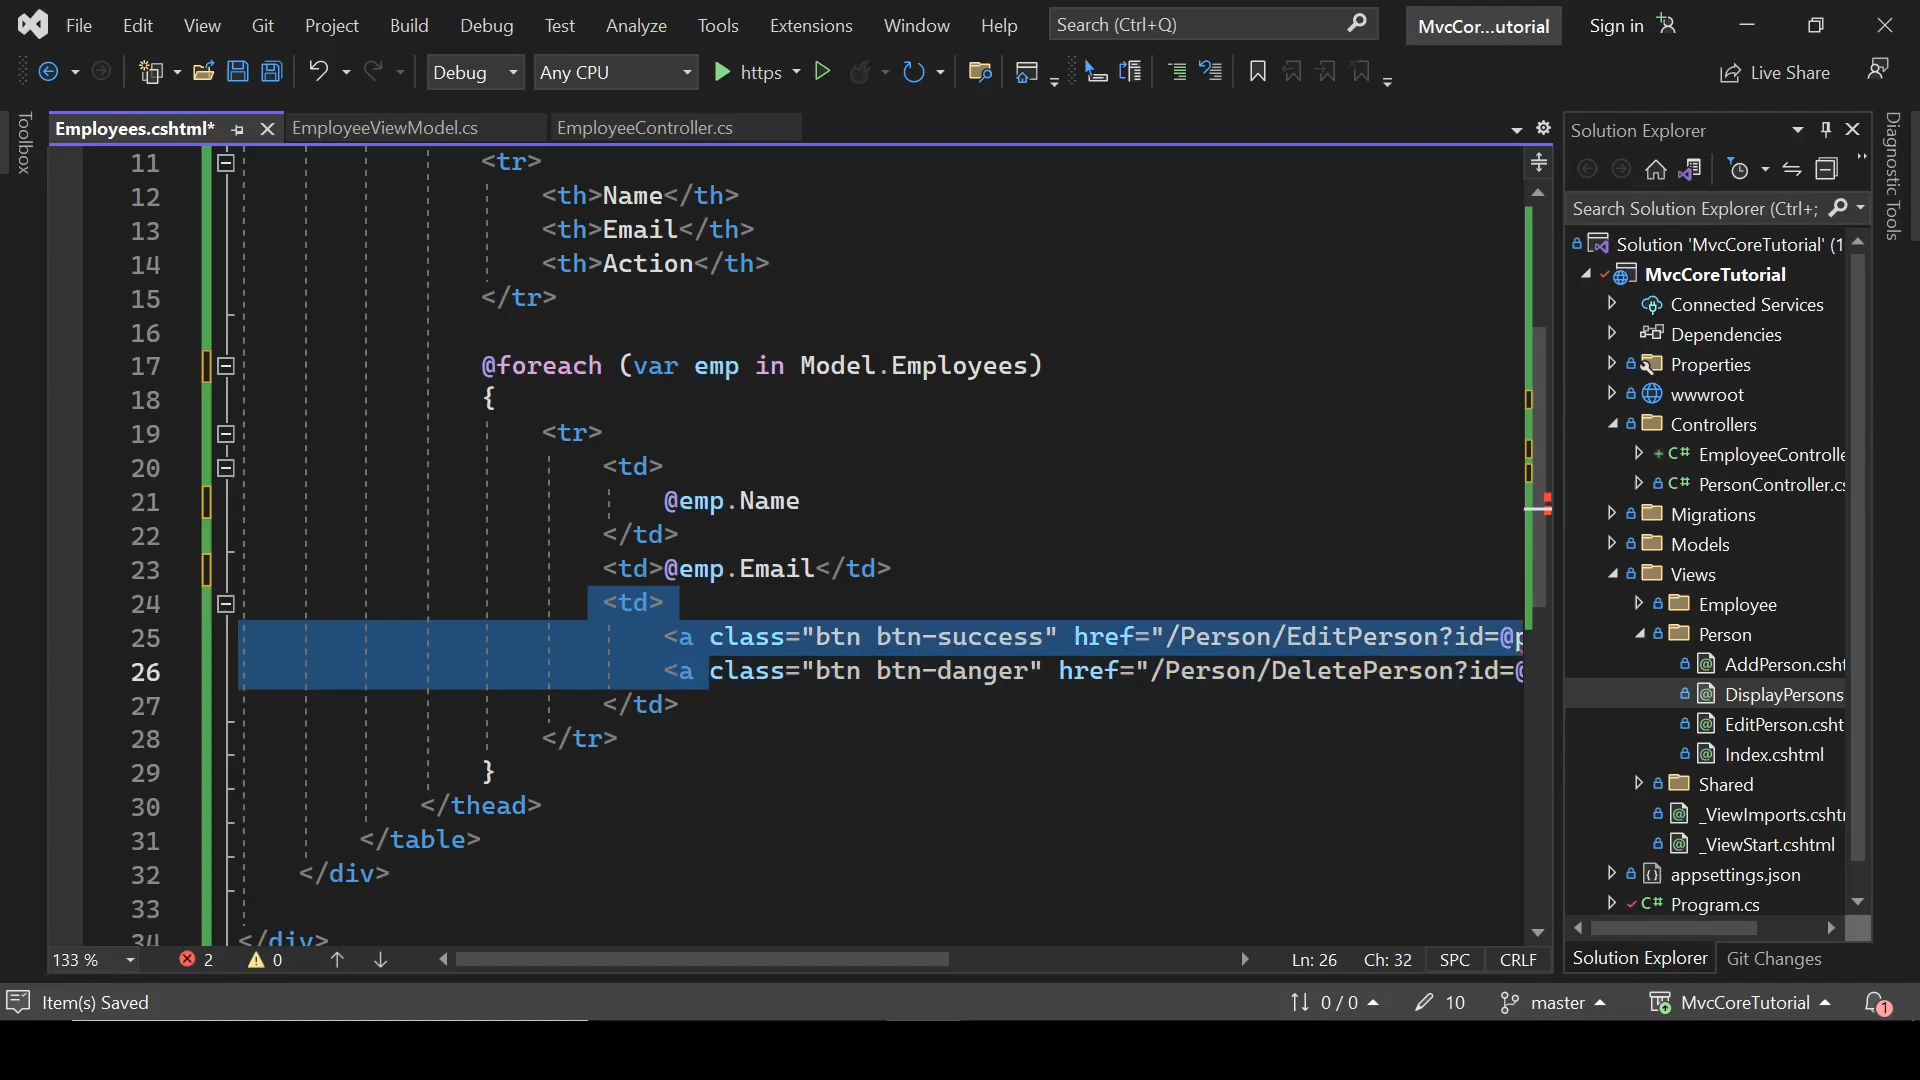 File Edit View Git Project Build Debug Test Analyze Tools Extensions Window Help Search (Ctrl+Q) MvcCor...utorial Sign in
Debug Any CPU https Live Share
Toolbox
Employees.cshtml* EmployeeViewModel.cs EmployeeController.cs
11 <tr>
12 <th>Name</th>
13 <th>Email</th>
14 <th>Action</th>
15 </tr>
16
17 @foreach (var emp in Model.Employees)
18 {
19 <tr>
20 <td>
21 @emp.Name
22 </td>
23 <td>@emp.Email</td>
24 <td>
25 <a class="btn btn-success" href="/Person/EditPerson?id=@p
26 <a class="btn btn-danger" href="/Person/DeletePerson?id=@
27 </td>
28 </tr>
29 }
30 </thead>
31 </table>
32 </div>
33
34 </div>
133 % 2 0 Ln: 26 Ch: 32 SPC CRLF
Solution Explorer
Search Solution Explorer (Ctrl+;
Solution 'MvcCoreTutorial' (1
MvcCoreTutorial
Connected Services
Dependencies
Properties
wwwroot
Controllers
C# EmployeeControlle
C# PersonController.cs
Migrations
Models
Views
Employee
Person
AddPerson.csht
DisplayPersons
EditPerson.csht
Index.cshtml
Shared
_ViewImports.cshtm
_ViewStart.cshtml
appsettings.json
C# Program.cs
Solution Explorer Git Changes
Diagnostic Tools
Item(s) Saved 0 / 0 10 master MvcCoreTutorial 1